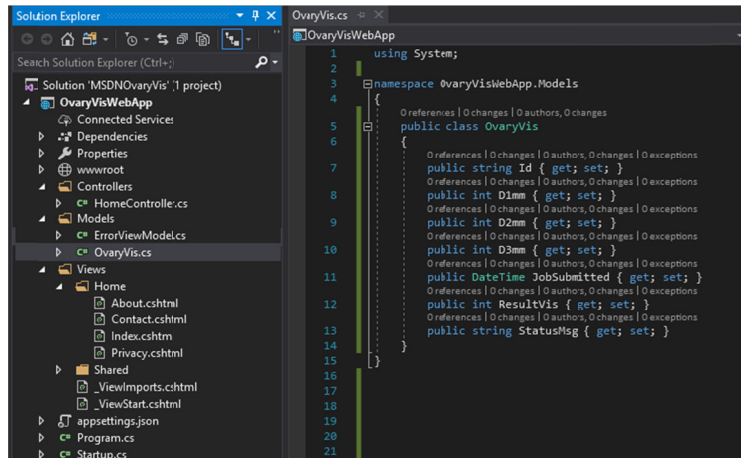 Solution Explorer
Search Solution Explorer (Ctrl+;)
Solution 'MSDNOvaryVis' (1 project)
OvaryVisWebApp
Connected Services
Dependencies
Properties
wwwroot
Controllers
C# HomeController.cs
Models
C# ErrorViewModel.cs
C# OvaryVis.cs
Views
Home
About.cshtml
Contact.cshtml
Index.cshtm
Privacy.cshtml
Shared
_ViewImports.cshtml
_ViewStart.cshtml
appsettings.json
C# Program.cs
C# Startup.cs
OvaryVis.cs
OvaryVisWebApp
1 using System;
2
3 namespace OvaryVisWebApp.Models
4 {
0 references | 0 changes | 0 authors, 0 changes
5 public class OvaryVis
6 {
0 references | 0 changes | 0 authors, 0 changes | 0 exceptions
7 public string Id { get; set; }
0 references | 0 changes | 0 authors, 0 changes | 0 exceptions
8 public int D1mm { get; set; }
0 references | 0 changes | 0 authors, 0 changes | 0 exceptions
9 public int D2mm { get; set; }
0 references | 0 changes | 0 authors, 0 changes | 0 exceptions
10 public int D3mm { get; set; }
0 references | 0 changes | 0 authors, 0 changes | 0 exceptions
11 public DateTime JobSubmitted { get; set; }
0 references | 0 changes | 0 authors, 0 changes | 0 exceptions
12 public int ResultVis { get; set; }
0 references | 0 changes | 0 authors, 0 changes | 0 exceptions
13 public string StatusMsg { get; set; }
14 }
15 }
16
17
18
19
20
21